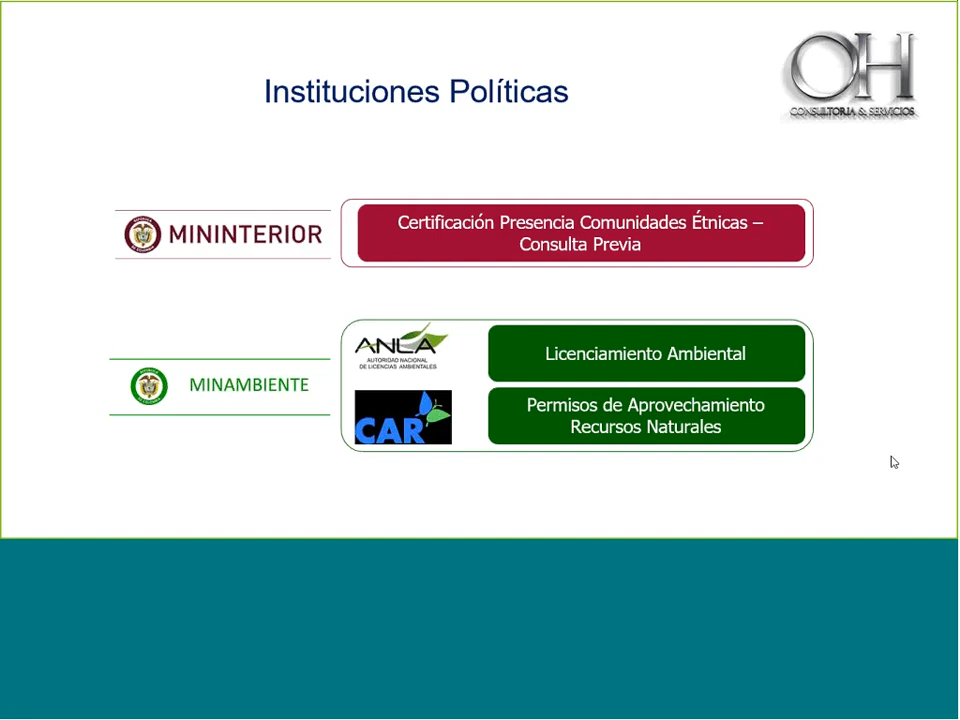 OH
CONSULTORIA & SERVICIOS
Instituciones Políticas
MININTERIOR
Certificación Presencia Comunidades Étnicas –
Consulta Previa
ANLA
AUTORIDAD NACIONAL
DE LICENCIAS AMBIENTALES
Licenciamiento Ambiental
MINAMBIENTE
CAR
Permisos de Aprovechamiento
Recursos Naturales